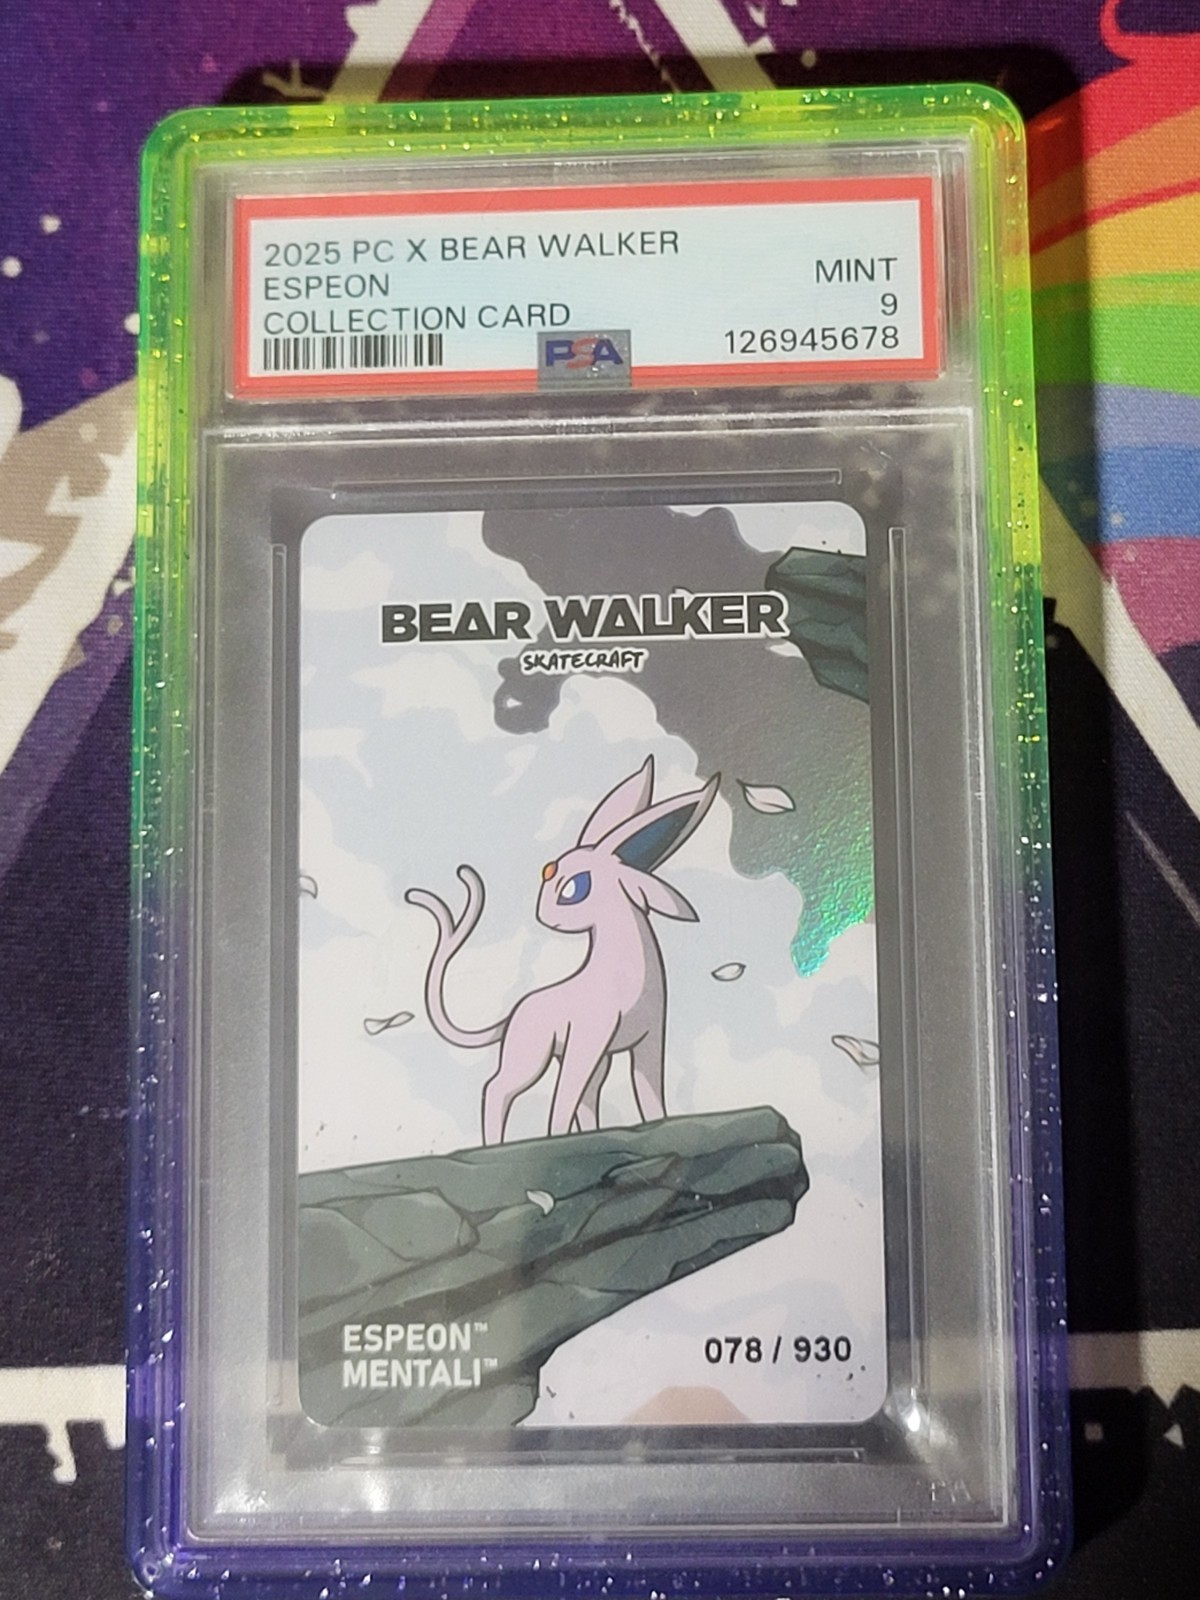 2025 PC X BEAR WALKER
ESPEON
COLLECTION CARD
MINT
9
126945678
PSA
BEAR WALKER
SKATECRAFT
ESPEON™
MENTALI™
078 / 930